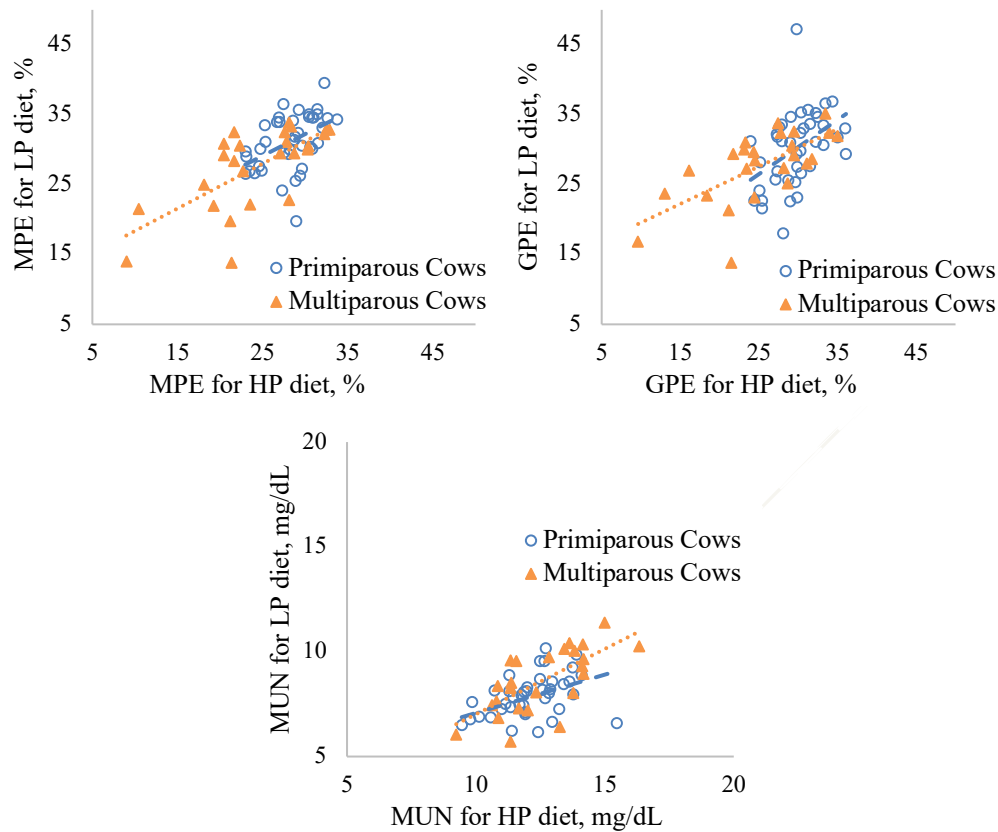 45
35
25
15
5
MPE for LP diet, %
Primiparous Cows
Multiparous Cows
5 15 25 35 45
MPE for HP diet, %
45
35
25
15
5
GPE for LP diet, %
Primiparous Cows
Multiparous Cows
5 15 25 35 45
GPE for HP diet, %
20
15
10
5
MUN for LP diet, mg/dL
Primiparous Cows
Multiparous Cows
5 10 15 20
MUN for HP diet, mg/dL